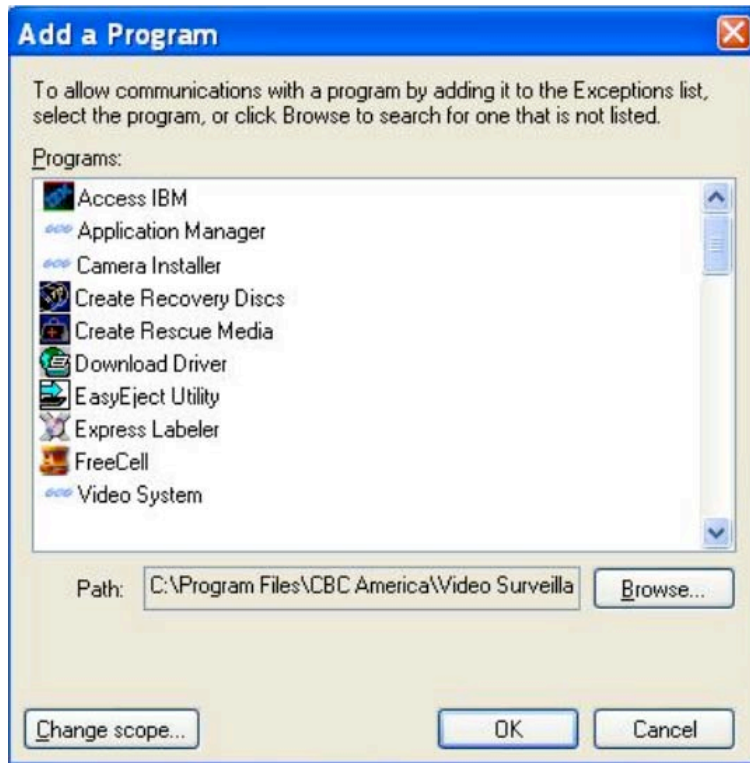 Add a Program
To allow communications with a program by adding it to the Exceptions list,
select the program, or click Browse to search for one that is not listed.
Programs:
Access IBM
Application Manager
Camera Installer
Create Recovery Discs
Create Rescue Media
Download Driver
EasyEject Utility
Express Labeler
FreeCell
Video System
Path: C:\Program Files\CBC America\Video Surveilla Browse...
Change scope... OK Cancel